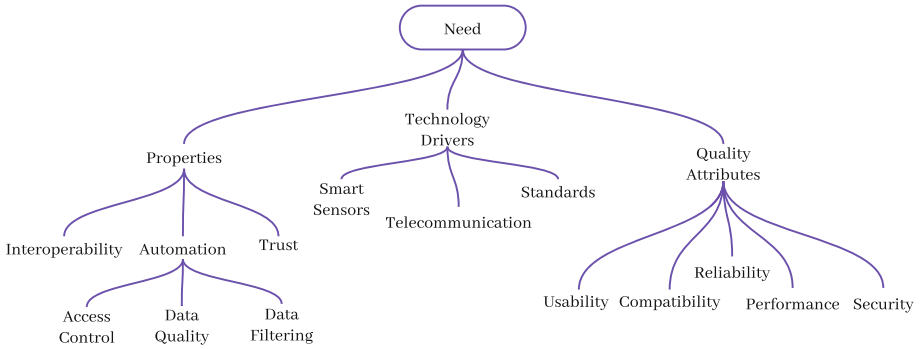 Need
Technology
Drivers
Properties
Quality
Attributes
Smart
Sensors
Telecommunication
Standards
Interoperability
Automation
Trust
Reliability
Usability
Compatibility
Performance
Security
Access
Control
Data
Quality
Data
Filtering